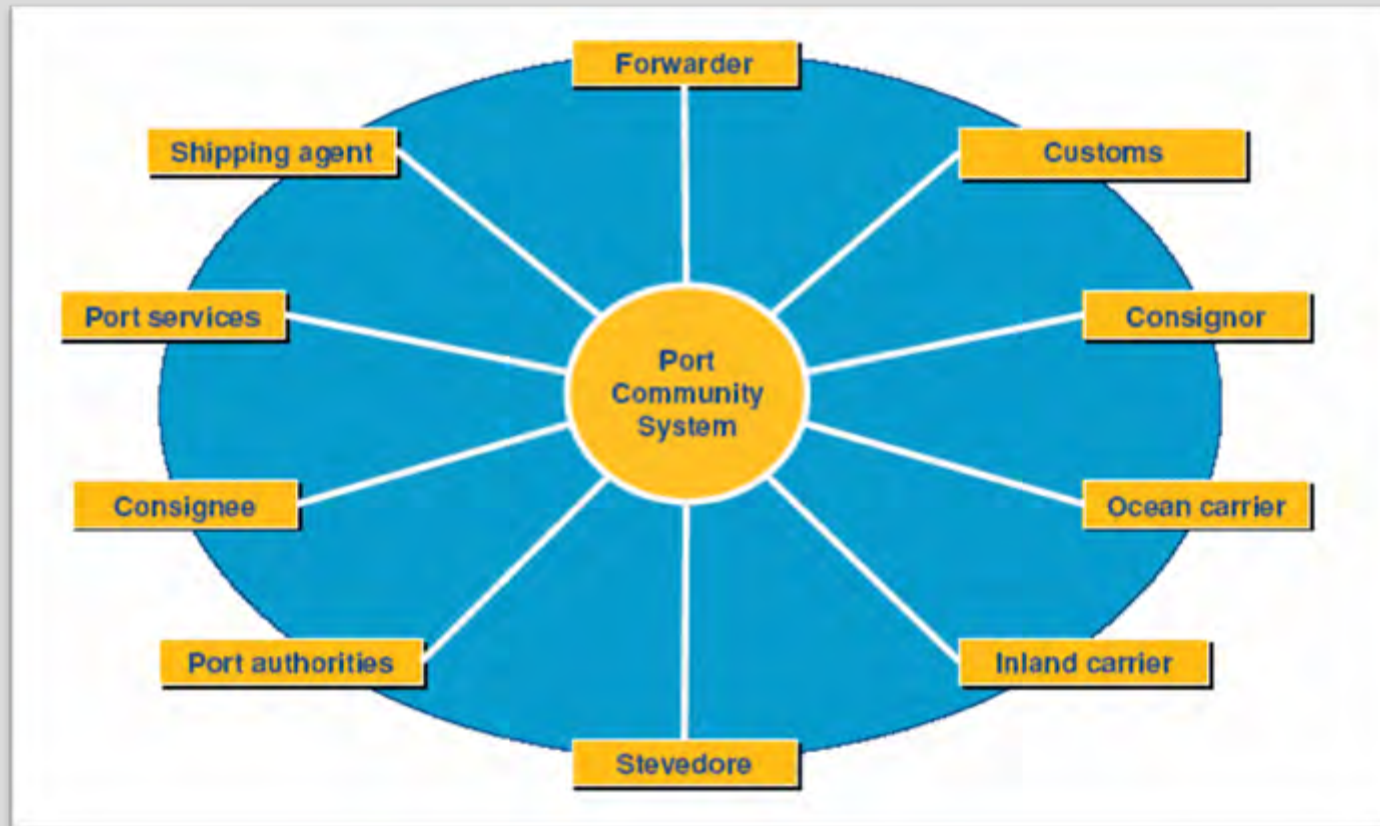 Forwarder
Shipping agent
Customs
Port services
Consignor
Port
Community
System
Consignee
Ocean carrier
Port authorities
Inland carrier
Stevedore